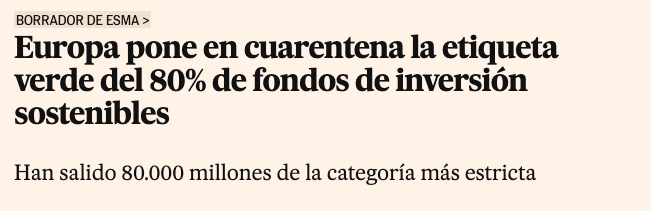 BORRADOR DE ESMA >
Europa pone en cuarentena la etiqueta
verde del 80% de fondos de inversión
sostenibles
Han salido 80.000 millones de la categoría más estricta